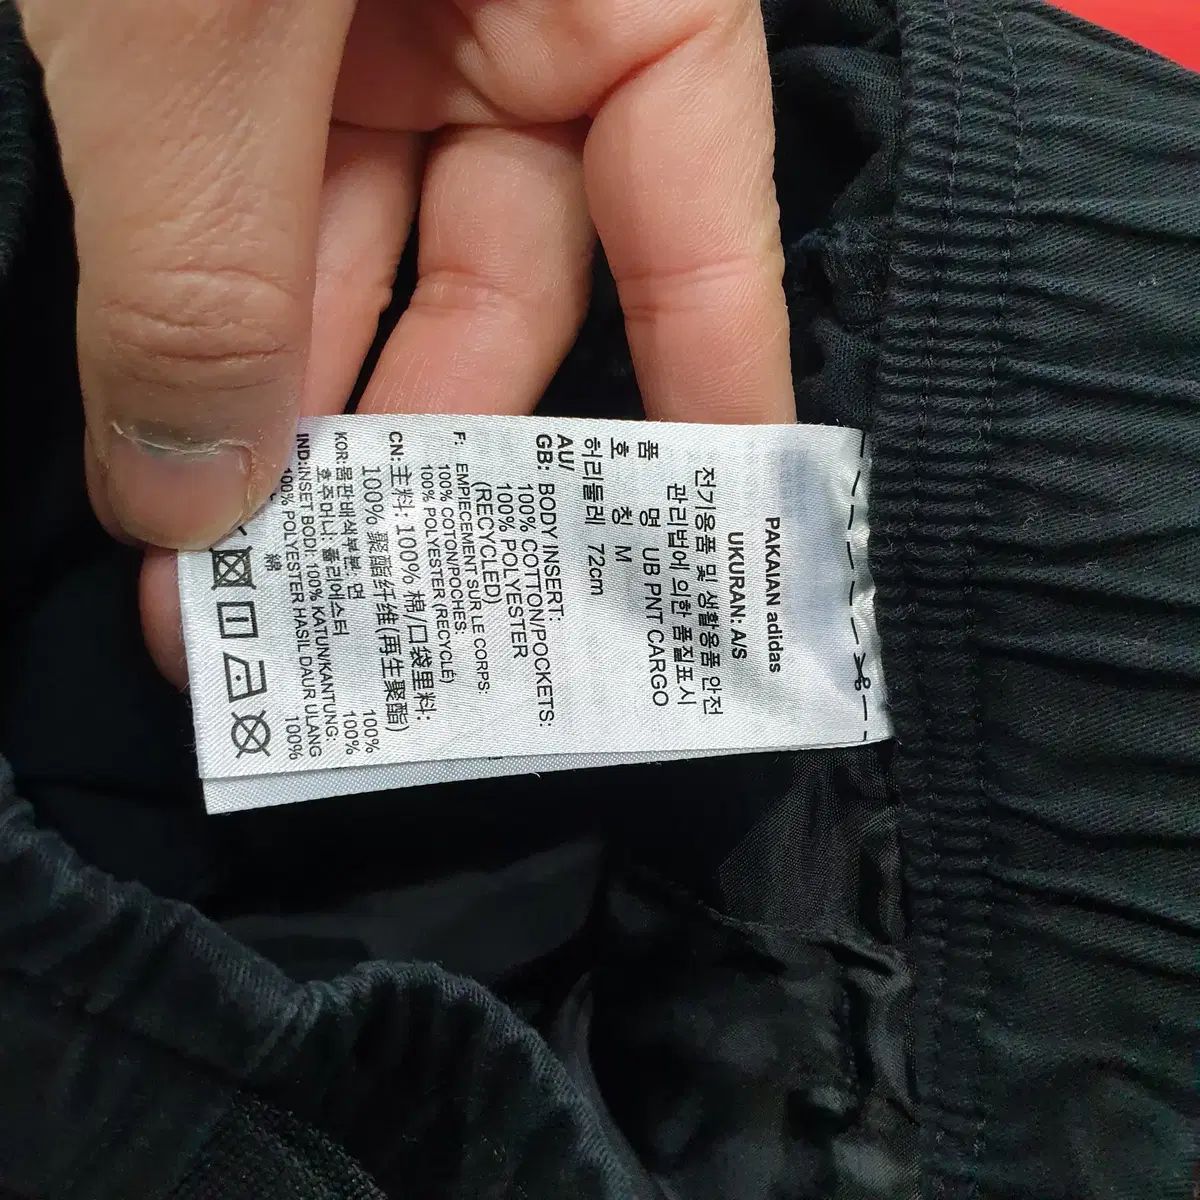 PAKAIAN adidas
UKURAN: A/S
전기용품 및 생활용품 안전
관리법에 의한 품질표시
품 명 UB PNT CARGO
호 칭 M
허리둘레 72cm
AU/
GB: BODY INSERT:
100% COTTON/POCKETS:
100% POLYESTER
(RECYCLED)
F: EMPIECEMENT SUR LE CORPS:
100% COTON/POCHES:
100% POLYESTER (RECYCLÉ)
CN: 主料: 100% 棉/口袋里料:
100% 聚酯纤维(再生聚酯)
KOR: 몸판배색부분. 면 100%
호주머니. 폴리에스터 100%
IND: INSET BODI: 100% KATUN/KANTUNG:
100% POLYESTER HASIL DAUR ULANG
綿 100%